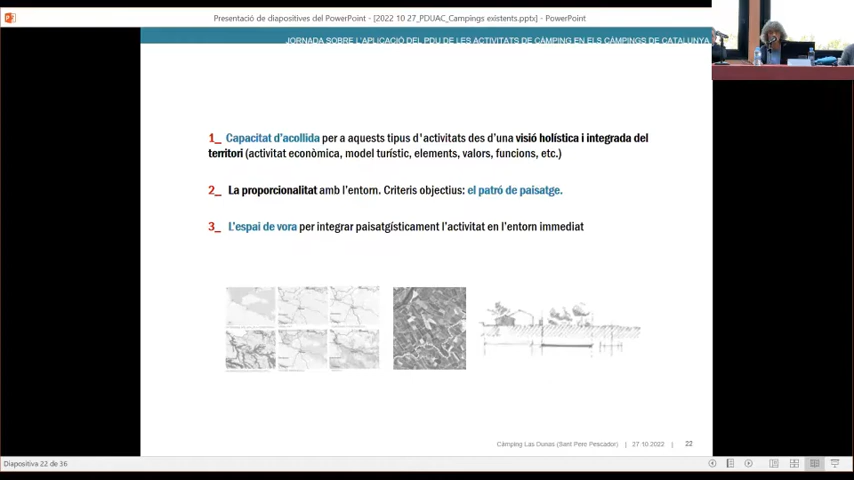 Presentació de diapositives del PowerPoint - [2022 10 27_PDUAC_Campings existents.pptx] - PowerPoint
JORNADA SOBRE L'APLICACIÓ DEL PDU DE LES ACTIVITATS DE CÀMPING EN ELS CÀMPINGS DE CATALUNYA
1_ Capacitat d'acollida per a aquests tipus d'activitats des d'una visió holística i integrada del
territori (activitat econòmica, model turístic, elements, valors, funcions, etc.)
2_ La proporcionalitat amb l'entorn. Criteris objectius: el patró de paisatge.
3_ L'espai de vora per integrar paisatgísticament l'activitat en l'entorn immediat
Càmping Las Dunas (Sant Pere Pescador) | 27·10·2022 | 22
Diapositiva 22 de 36